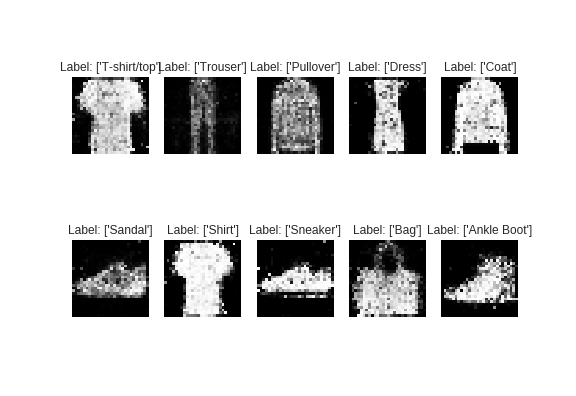 Label: ['T-shirt/top'] Label: ['Trouser'] Label: ['Pullover'] Label: ['Dress'] Label: ['Coat']
Label: ['Sandal'] Label: ['Shirt'] Label: ['Sneaker'] Label: ['Bag'] Label: ['Ankle Boot']